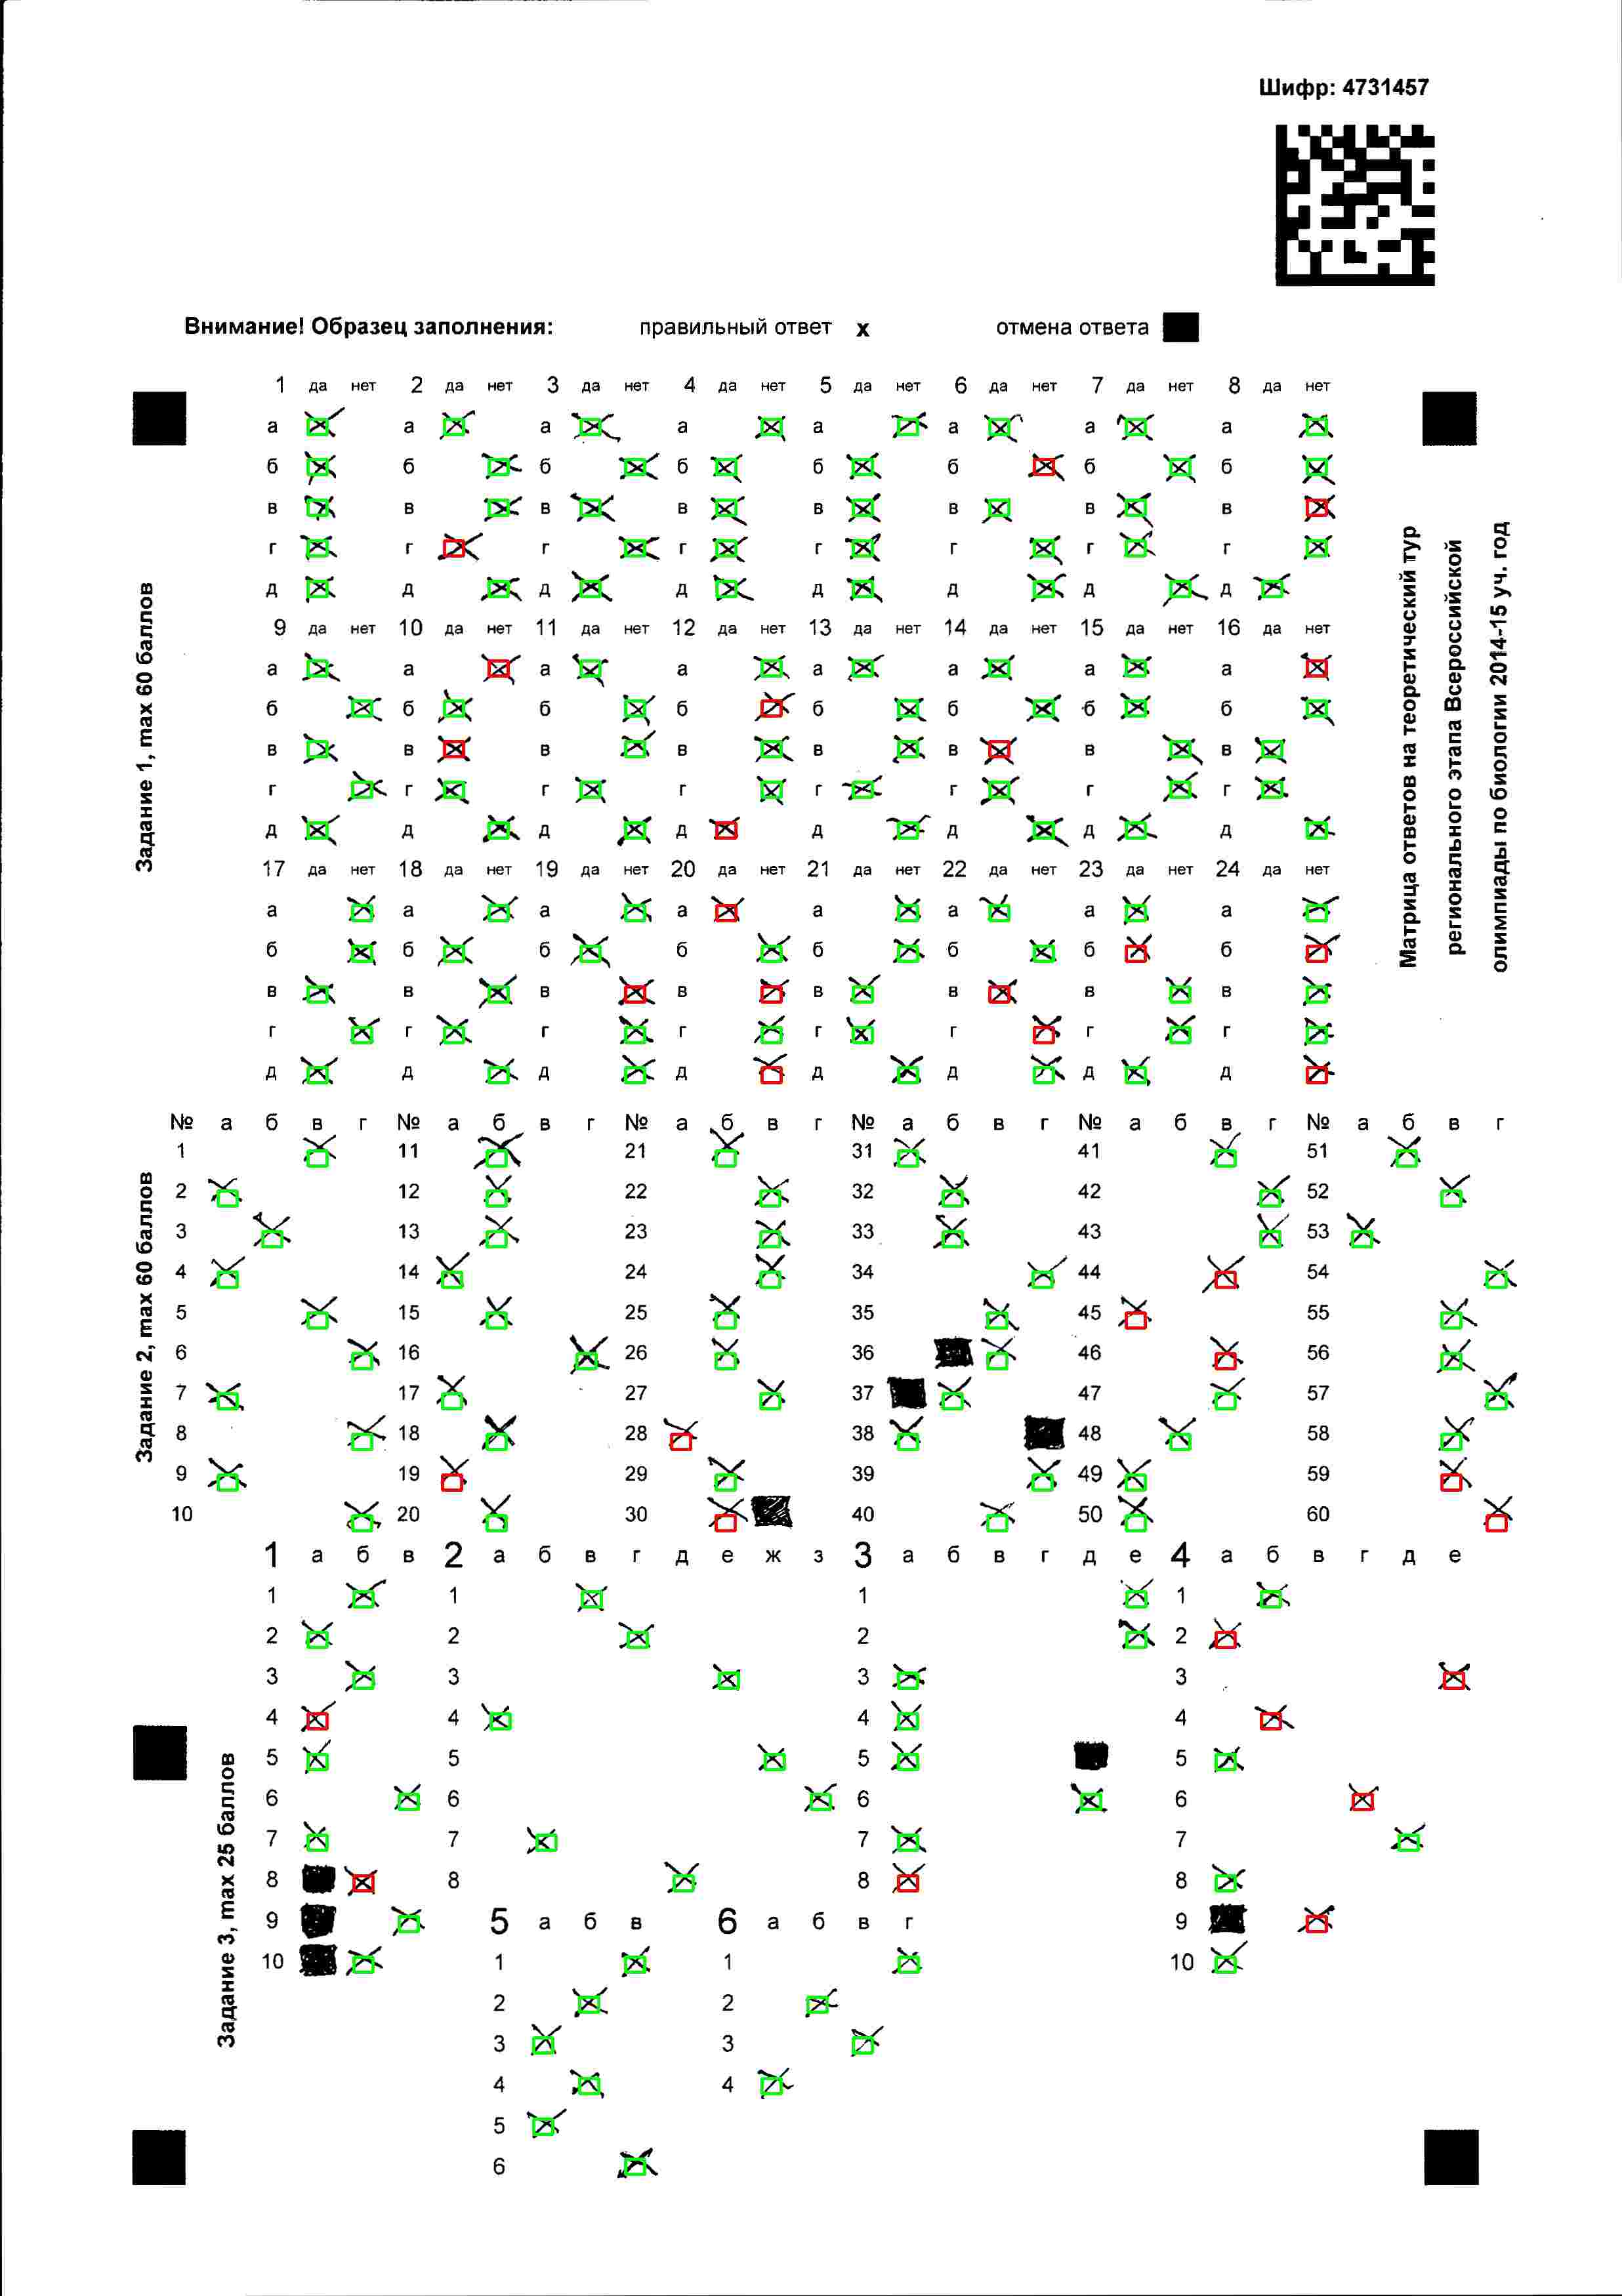 Шифр: 4731457
Внимание! Образец заполнения: правильный ответ x отмена ответа
1 да нет 2 да нет 3 да нет 4 да нет 5 да нет 6 да нет 7 да нет 8 да нет
а а а а а а а а
б б б б б б б б
в в в в в в в в
г г г г г г г г
д д д д д д д д
9 да нет 10 да нет 11 да нет 12 да нет 13 да нет 14 да нет 15 да нет 16 да нет
а а а а а а а а
б б б б б б б б
в в в в в в в в
г г г г г г г г
д д д д д д д д
17 да нет 18 да нет 19 да нет 20 да нет 21 да нет 22 да нет 23 да нет 24 да нет
а а а а а а а а
б б б б б б б б
в в в в в в в в
г г г г г г г г
д д д д д д д д
Задание 1, max 60 баллов
Матрица ответов на теоретический тур
регионального этапа Всероссийской
олимпиады по биологии 2014-15 уч. год
№ а б в г № а б в г № а б в г № а б в г № а б в г № а б в г
1 11 21 31 41 51
2 12 22 32 42 52
3 13 23 33 43 53
4 14 24 34 44 54
5 15 25 35 45 55
6 16 26 36 46 56
7 17 27 37 47 57
8 18 28 38 48 58
9 19 29 39 49 59
10 20 30 40 50 60
Задание 2, max 60 баллов
1 а б в 2 а б в г д е ж з 3 а б в г д е 4 а б в г д е
1 1 1 1
2 2 2 2
3 3 3 3
4 4 4 4
5 5 5 5
6 6 6 6
7 7 7 7
8 8 8 8
9 5 а б в 6 а б в г 9
10 1 1 10
2 2
3 3
4 4
5
6
Задание 3, max 25 баллов